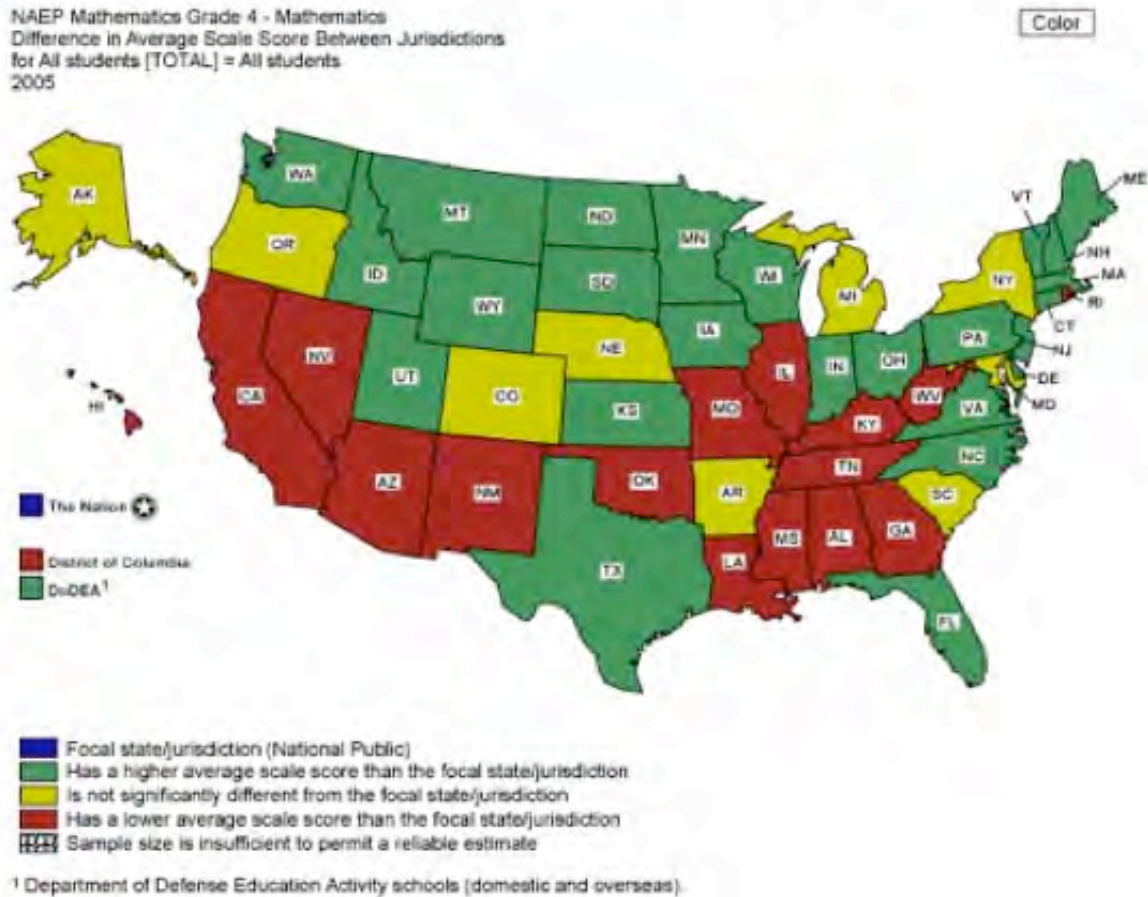 NAEP Mathematics Grade 4 - Mathematics
Difference in Average Scale Score Between Jurisdictions
for All students [TOTAL] = All students
2005
Color
AK
WA
OR
ID
MT
WY
ND
SD
MN
WI
MI
NE
IA
NV
CA
UT
CO
KS
AZ
NM
OK
TX
MO
IL
IN
OH
KY
WV
TN
AR
LA
MS
AL
GA
SC
NC
VA
PA
NY
FL
VT
ME
NH
MA
RI
CT
NJ
DE
MD
HI
The Nation
District of Columbia
DoDEA¹
Focal state/jurisdiction (National Public)
Has a higher average scale score than the focal state/jurisdiction
Is not significantly different from the focal state/jurisdiction
Has a lower average scale score than the focal state/jurisdiction
Sample size is insufficient to permit a reliable estimate
¹ Department of Defense Education Activity schools (domestic and overseas).